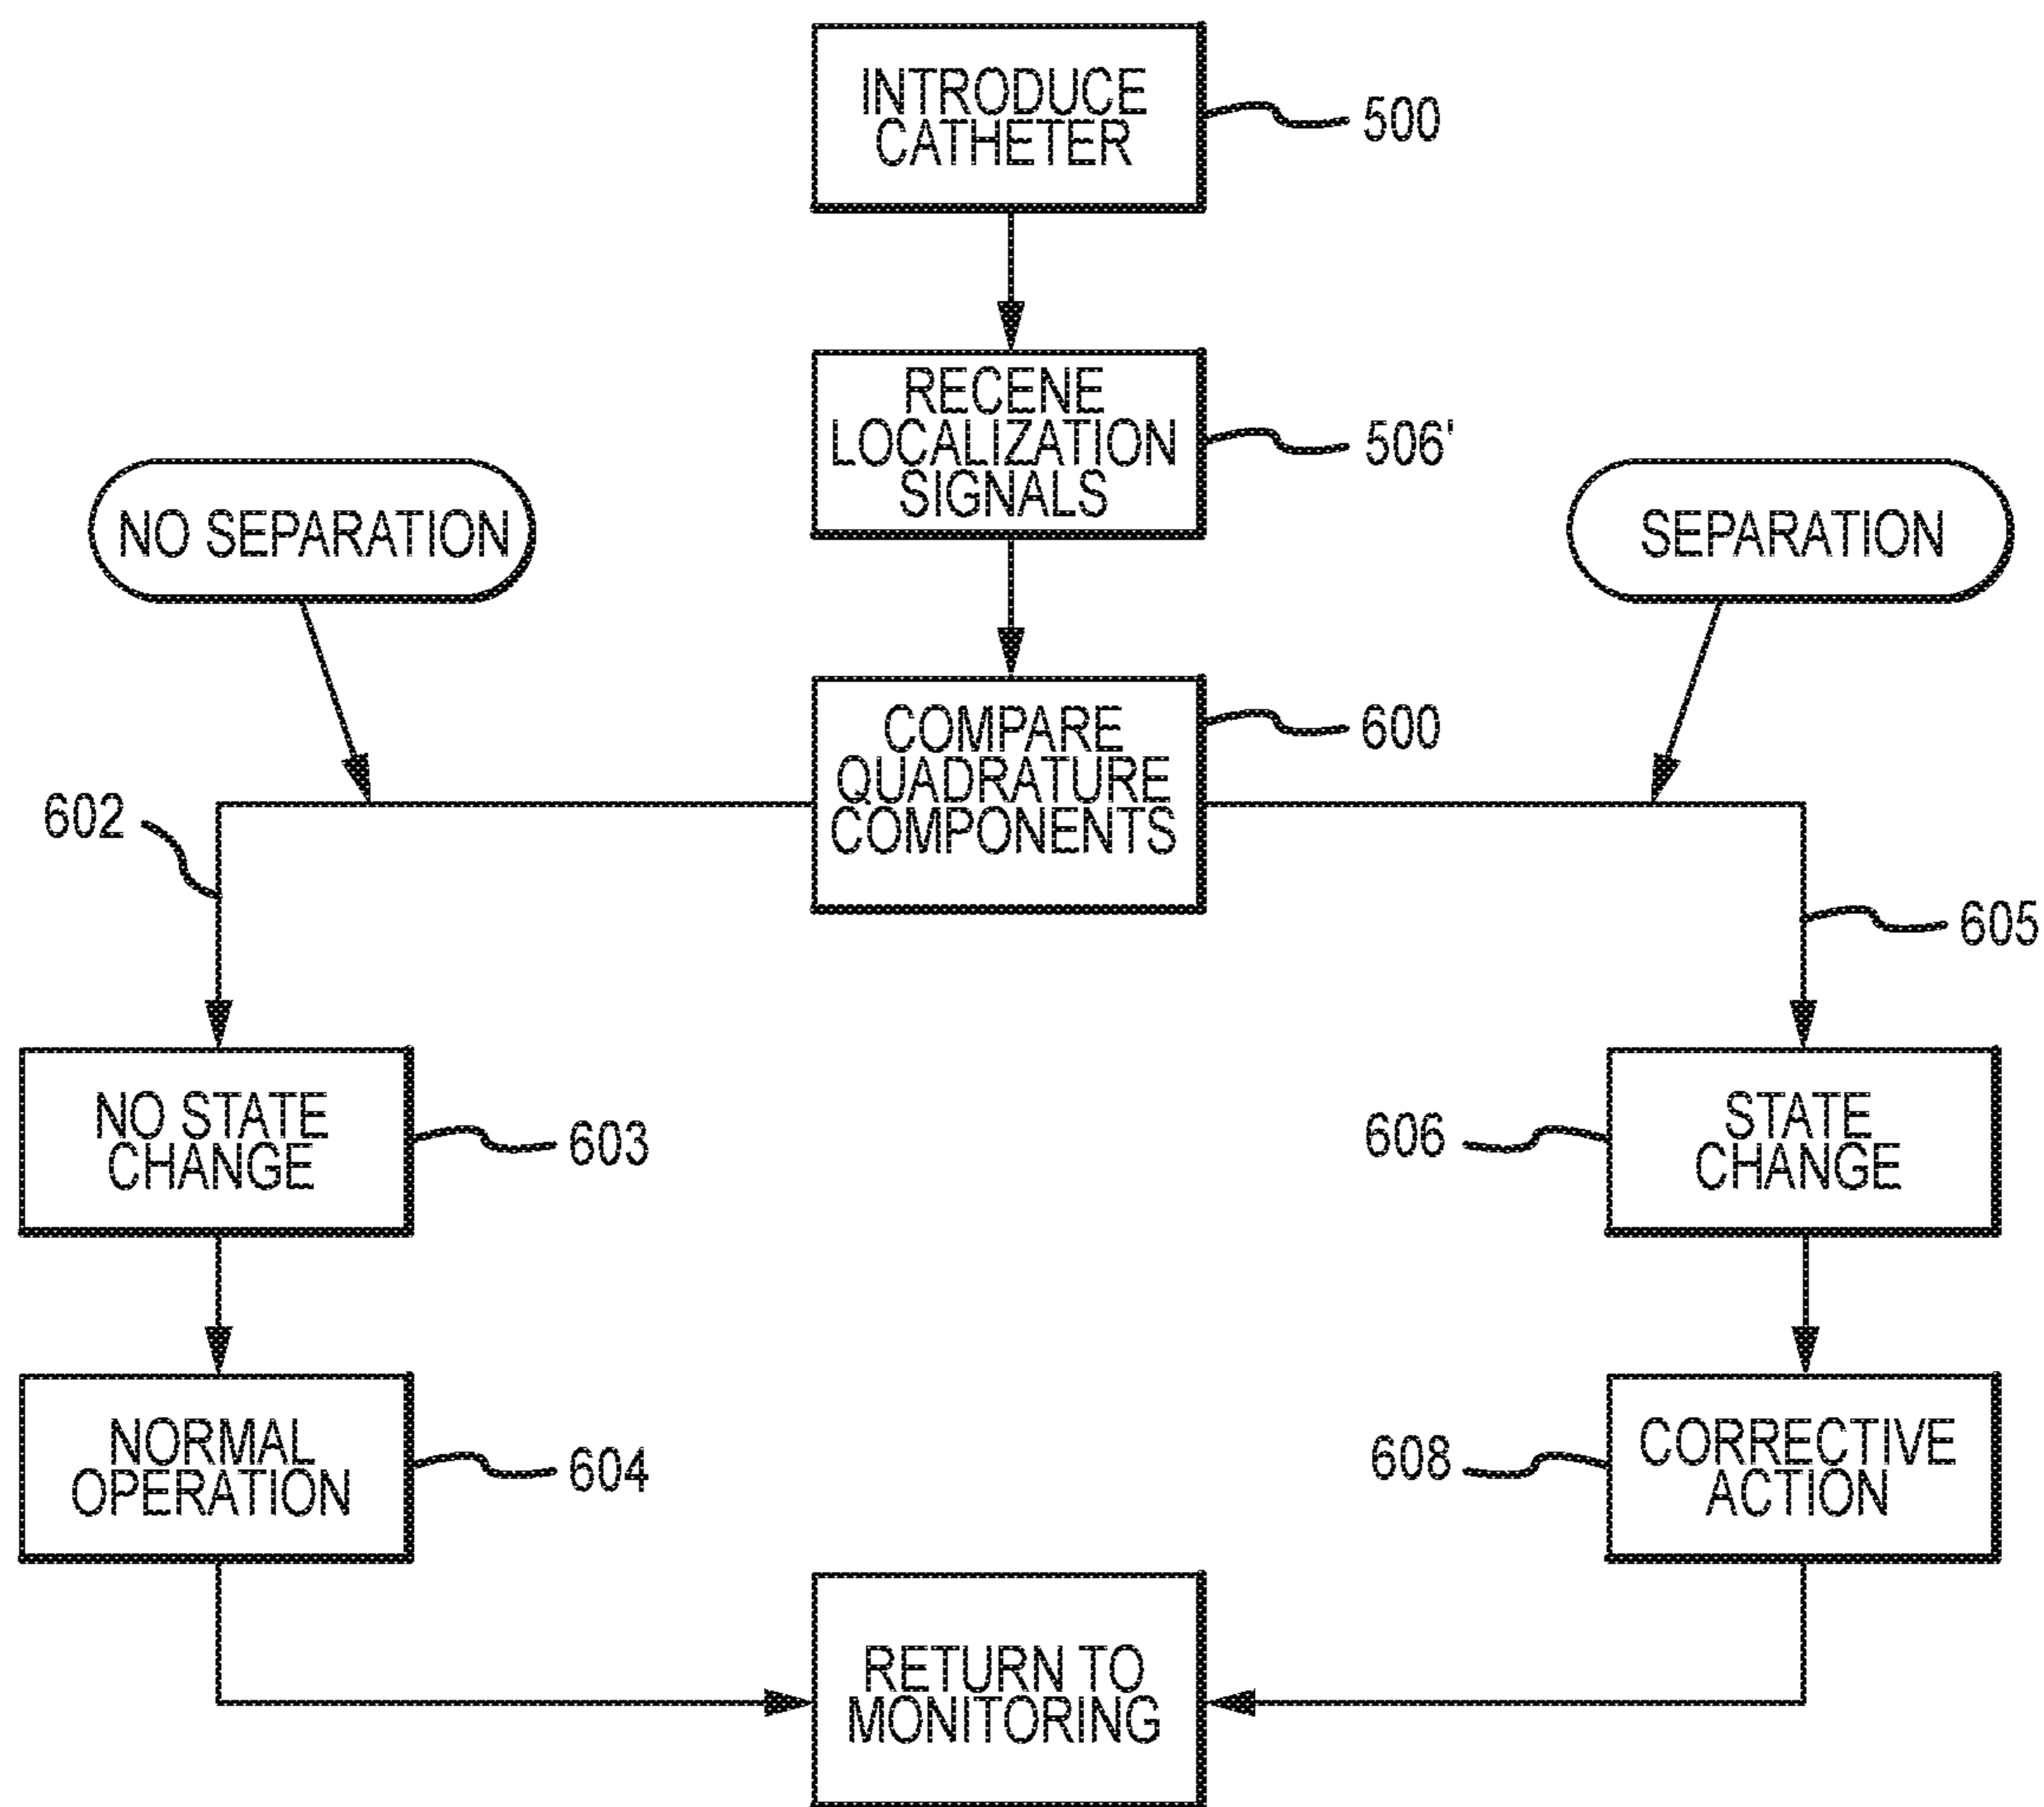 INTRODUCE
CATHETER
500
RECENE
LOCALIZATION
SIGNALS
506'
NO SEPARATION
SEPARATION
COMPARE
QUADRATURE
COMPONENTS
600
602
605
NO STATE
CHANGE
603
606
STATE
CHANGE
NORMAL
OPERATION
604
608
CORRECTIVE
ACTION
RETURN TO
MONITORING